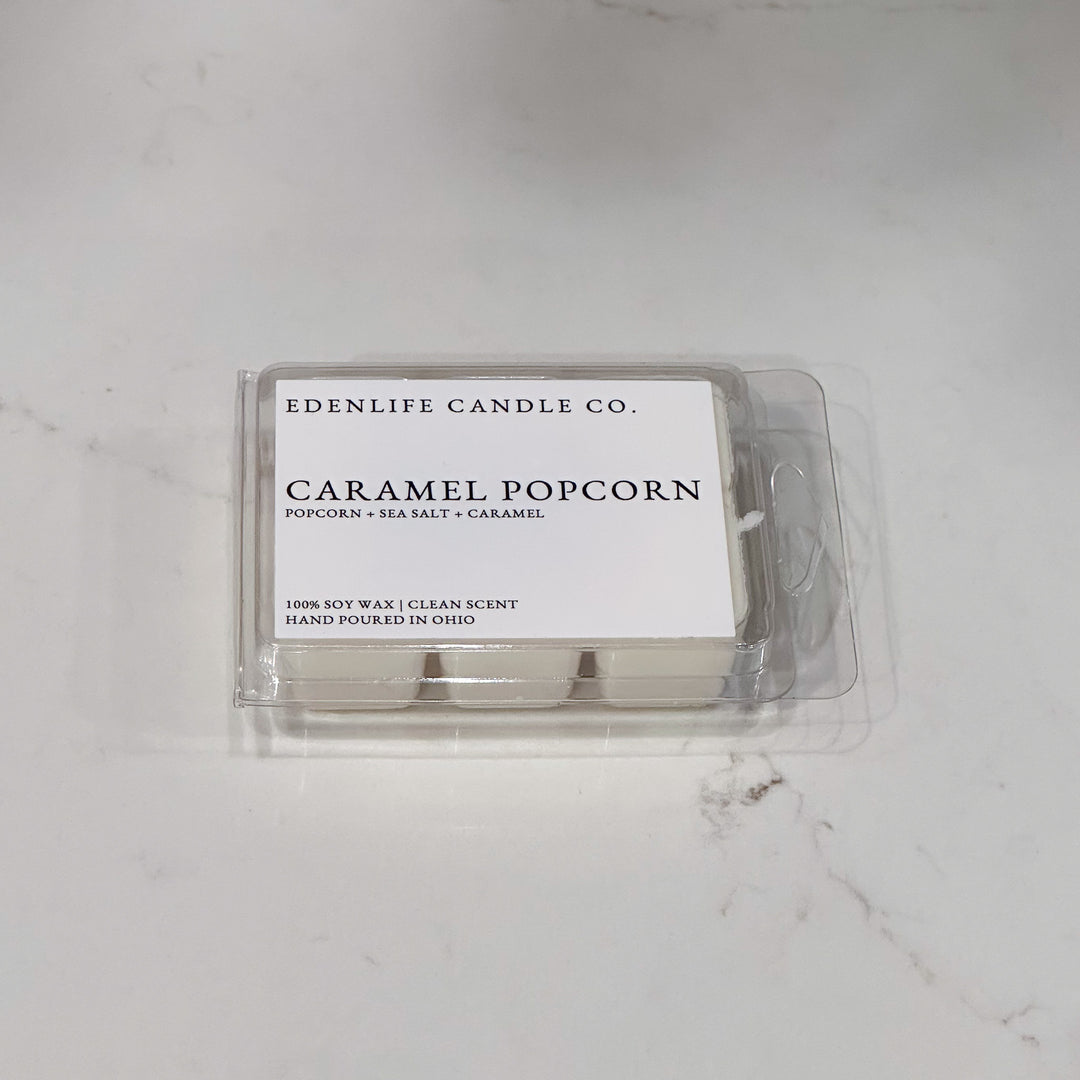 EDENLIFE CANDLE CO.
CARAMEL POPCORN
POPCORN + SEA SALT + CARAMEL
100% SOY WAX | CLEAN SCENT
HAND POURED IN OHIO